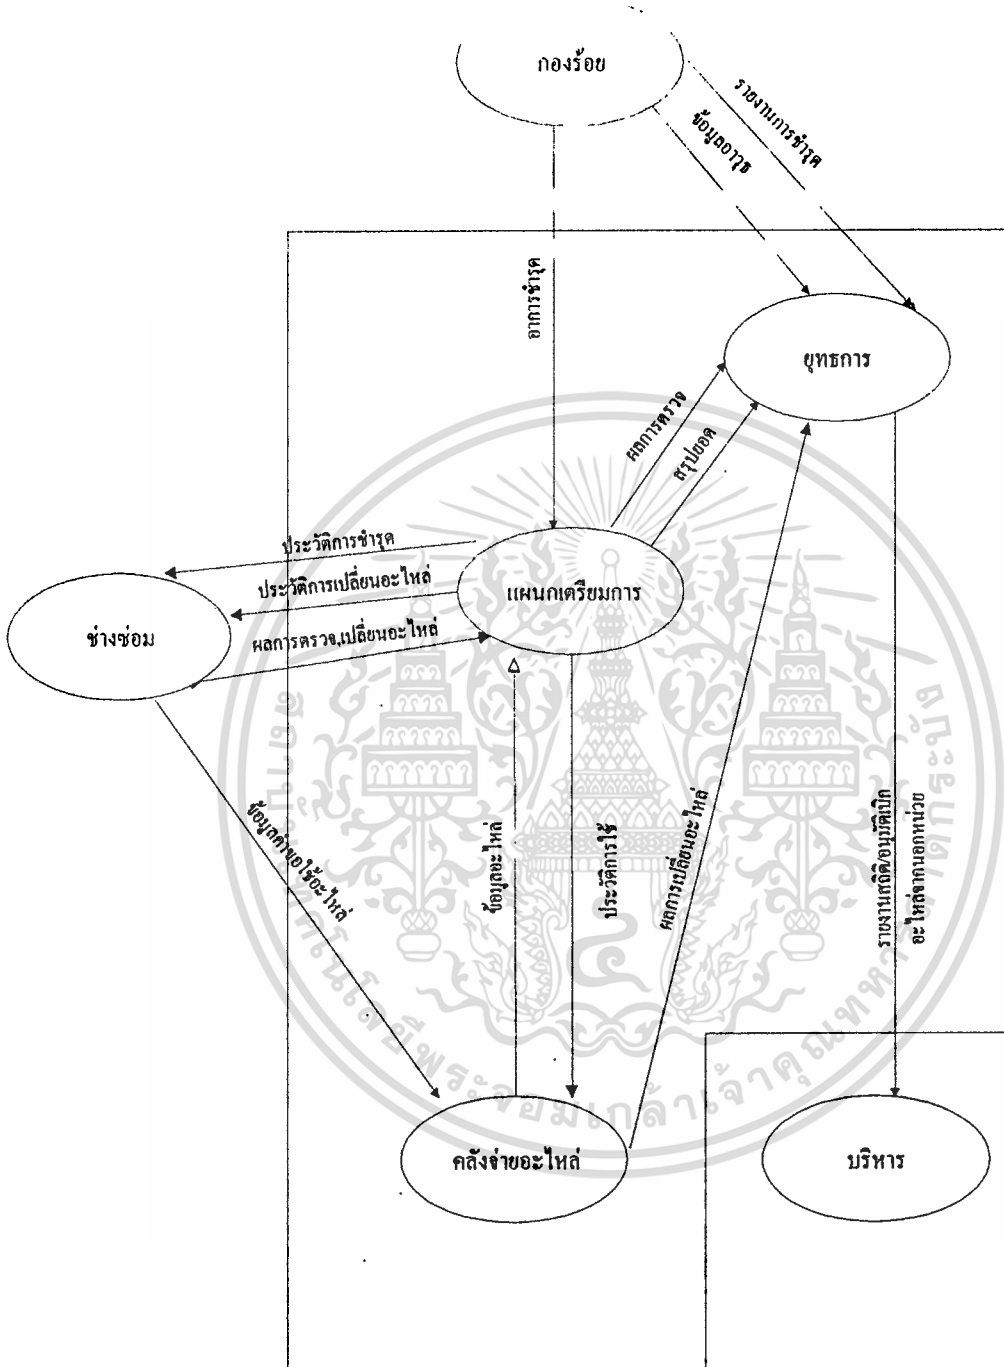 กองร้อย
รายงานการชำรุด
ข้อมูลอาวุธ
อาการชำรุด
ยุทธการ
ผลการตรวจ
สรุปยอด
ประวัติการชำรุด
ประวัติการเปลี่ยนอะไหล่
ผลการตรวจ,เปลี่ยนอะไหล่
แผนกเตรียมการ
ช่างซ่อม
ข้อมูลคำขอใช้อะไหล่
ข้อมูลอะไหล่
ประวัติการใช้
ผลการเปลี่ยนอะไหล่
รายงานสถิติ/อนุมัติเบิก
อะไหล่จากนอกหน่วย
คลังจ่ายอะไหล่
บริหาร